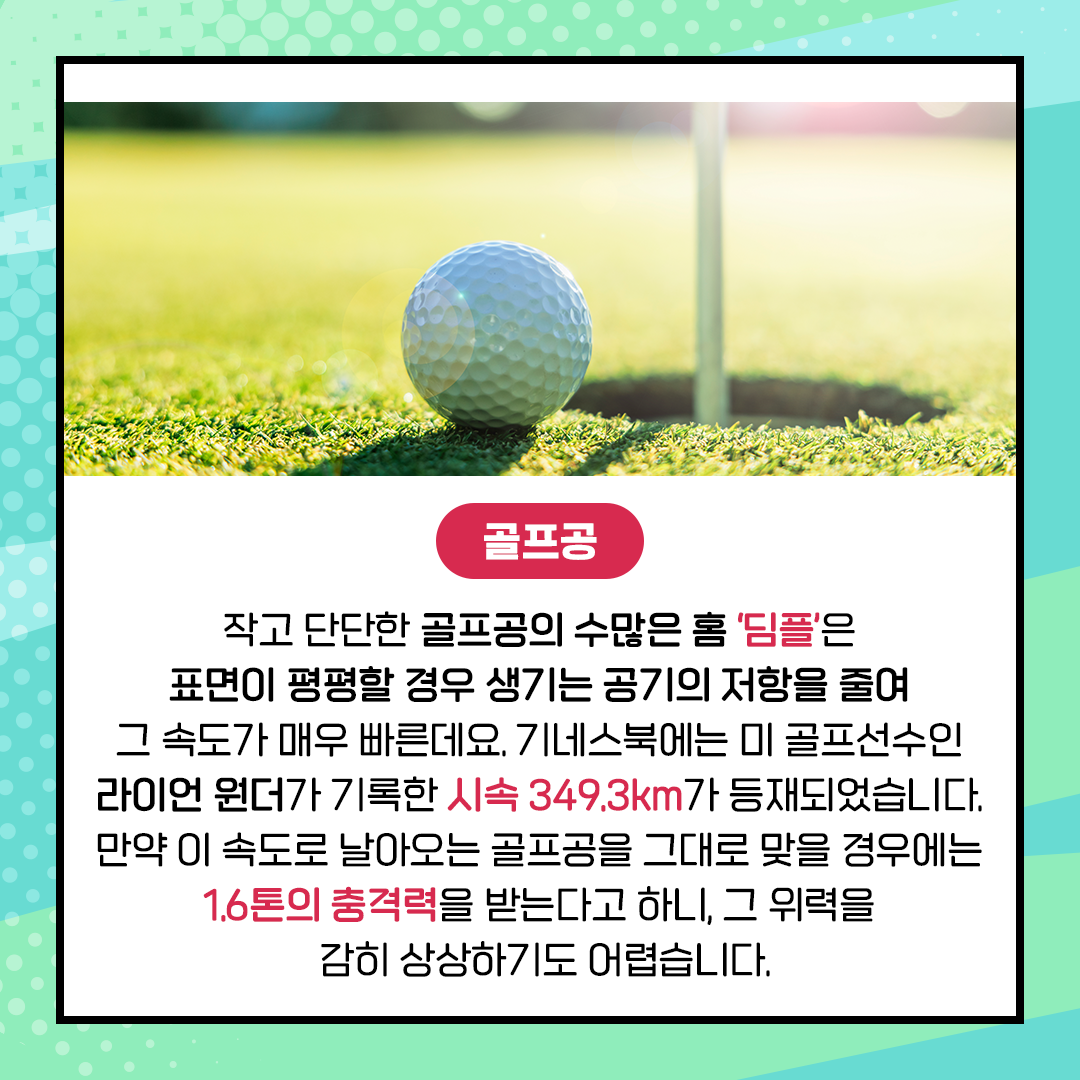 골프공
작고 단단한 골프공의 수많은 홈 '딤플'은
표면이 평평할 경우 생기는 공기의 저항을 줄여
그 속도가 매우 빠른데요. 기네스북에는 미 골프선수인
라이언 윈더가 기록한 시속 349.3km가 등재되었습니다.
만약 이 속도로 날아오는 골프공을 그대로 맞을 경우에는
1.6톤의 충격력을 받는다고 하니, 그 위력을
감히 상상하기도 어렵습니다.